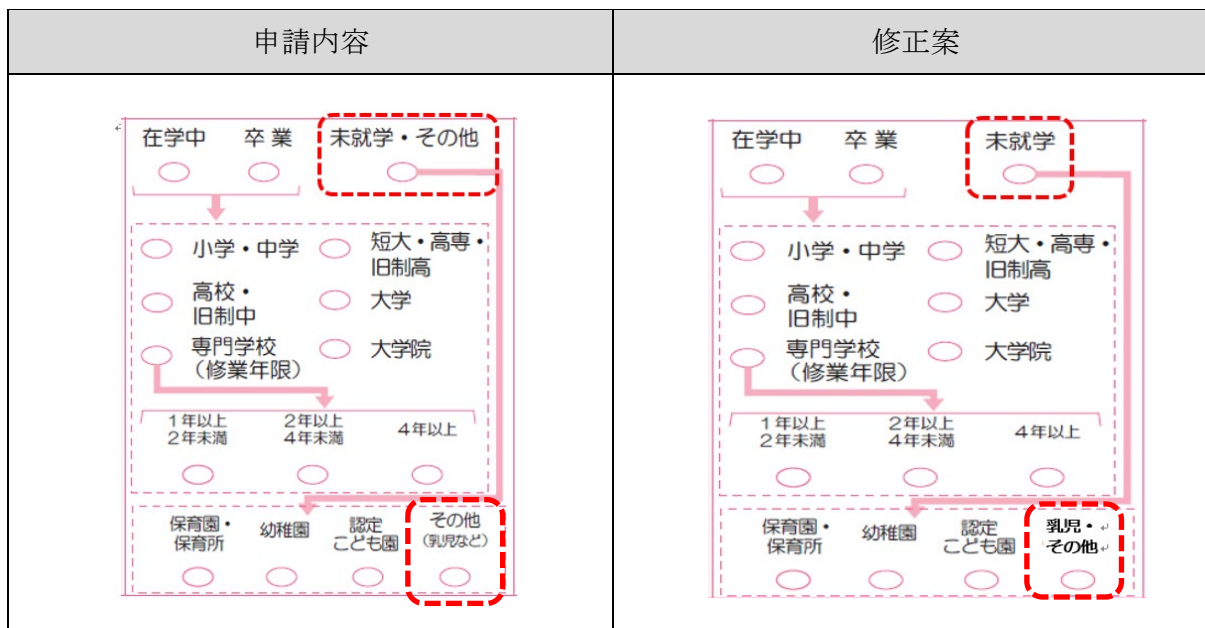 申請内容
修正案
在学中 卒業 未就学・その他
小学・中学 短大・高専・
旧制高
高校・
旧制中
大学
専門学校
(修業年限)
大学院
1年以上
2年未満
2年以上
4年未満
4年以上
保育園・
保育所
幼稚園
認定
こども園
その他
(乳児など)
在学中 卒業 未就学
小学・中学 短大・高専・
旧制高
高校・
旧制中
大学
専門学校
(修業年限)
大学院
1年以上
2年未満
2年以上
4年未満
4年以上
保育園・
保育所
幼稚園
認定
こども園
乳児・
その他